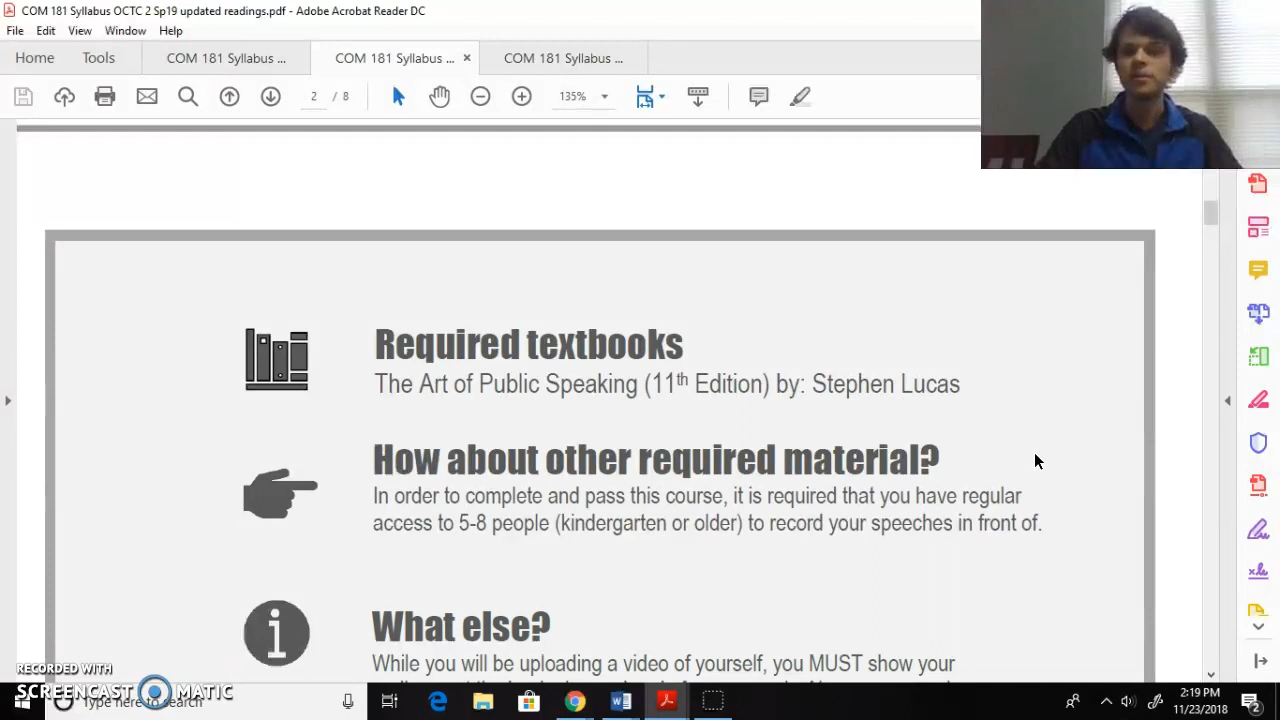 COM 181 Syllabus OCTC 2 Sp19 updated readings.pdf - Adobe Acrobat Reader DC
File Edit View Window Help
Home Tools COM 181 Syllabus ... COM 181 Syllabus ... × COM 181 Syllabus ...
2 / 8 135%
Required textbooks
The Art of Public Speaking (11th Edition) by: Stephen Lucas
How about other required material?
In order to complete and pass this course, it is required that you have regular
access to 5-8 people (kindergarten or older) to record your speeches in front of.
What else?
While you will be uploading a video of yourself, you MUST show your
RECORDED WITH
SCREENCAST MATIC
Type here to search
2:19 PM
11/23/2018
2